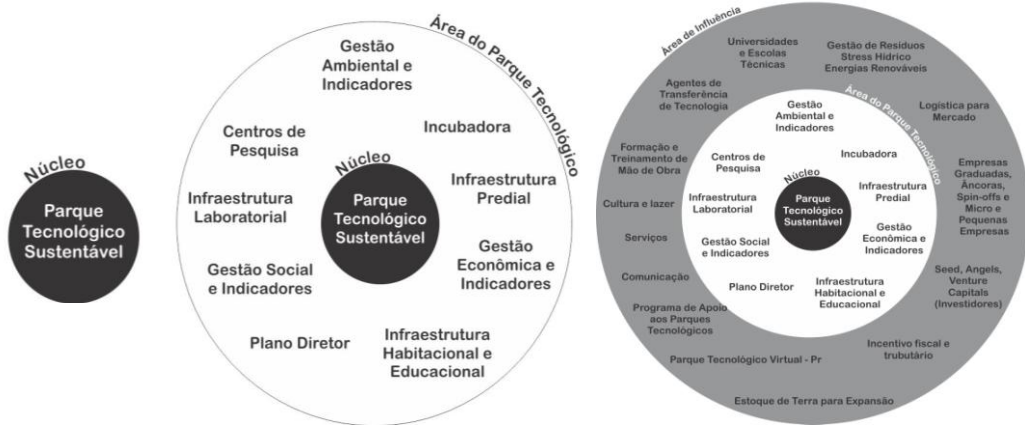 Núcleo
Parque
Tecnológico
Sustentável
Área do Parque Tecnológico
Gestão
Ambiental e
Indicadores
Incubadora
Infraestrutura
Predial
Gestão
Econômica e
Indicadores
Infraestrutura
Habitacional e
Educacional
Plano Diretor
Gestão Social
e Indicadores
Infraestrutura
Laboratorial
Centros de
Pesquisa
Núcleo
Parque
Tecnológico
Sustentável
Área de Influência
Universidades
e Escolas
Técnicas
Gestão de Resíduos
Stress Hídrico
Energias Renováveis
Logística para
Mercado
Empresas
Graduadas,
Âncoras,
Spin-offs e
Micro e
Pequenas
Empresas
Seed, Angels,
Venture
Capitals
(Investidores)
Incentivo fiscal e
trubutário
Estoque de Terra para Expansão
Parque Tecnológico Virtual - Pr
Programa de Apoio
aos Parques
Tecnológicos
Comunicação
Serviços
Cultura e lazer
Formação e
Treinamento de
Mão de Obra
Agentes de
Transferência
de Tecnologia
Área do Parque Tecnológico
Gestão
Ambiental e
Indicadores
Incubadora
Infraestrutura
Predial
Gestão
Econômica e
Indicadores
Infraestrutura
Habitacional e
Educacional
Plano Diretor
Gestão Social
e Indicadores
Infraestrutura
Laboratorial
Centros de
Pesquisa
Núcleo
Parque
Tecnológico
Sustentável